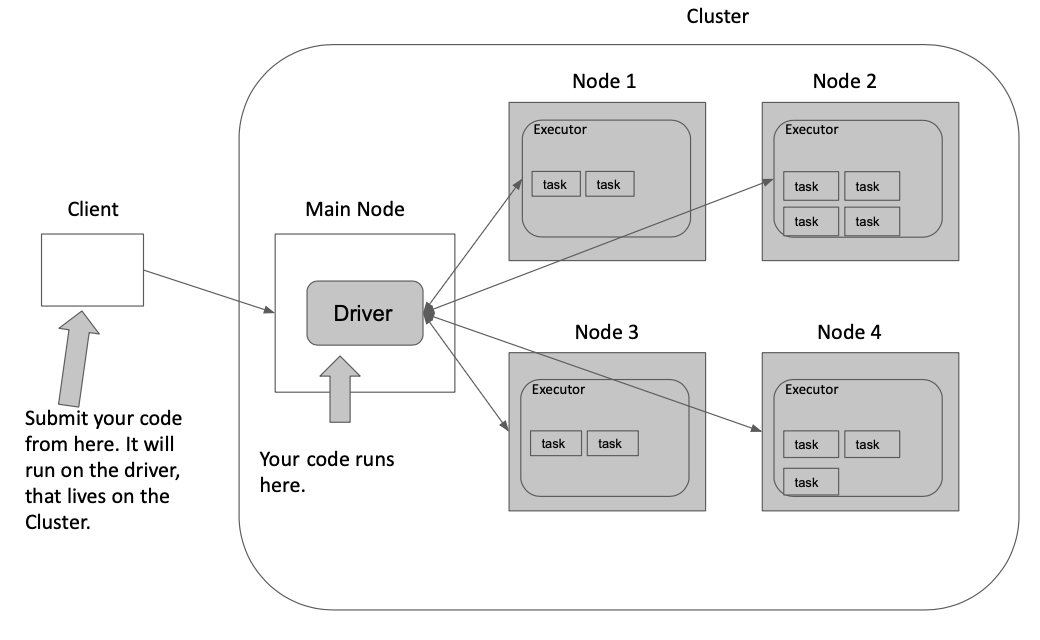 Cluster
Node 1
Node 2
Executor
Executor
task task
task task
task task
Client
Main Node
Driver
Node 3
Node 4
Executor
Executor
task task
task task
task
Submit your code
from here. It will
run on the driver,
that lives on the
Cluster.
Your code runs
here.